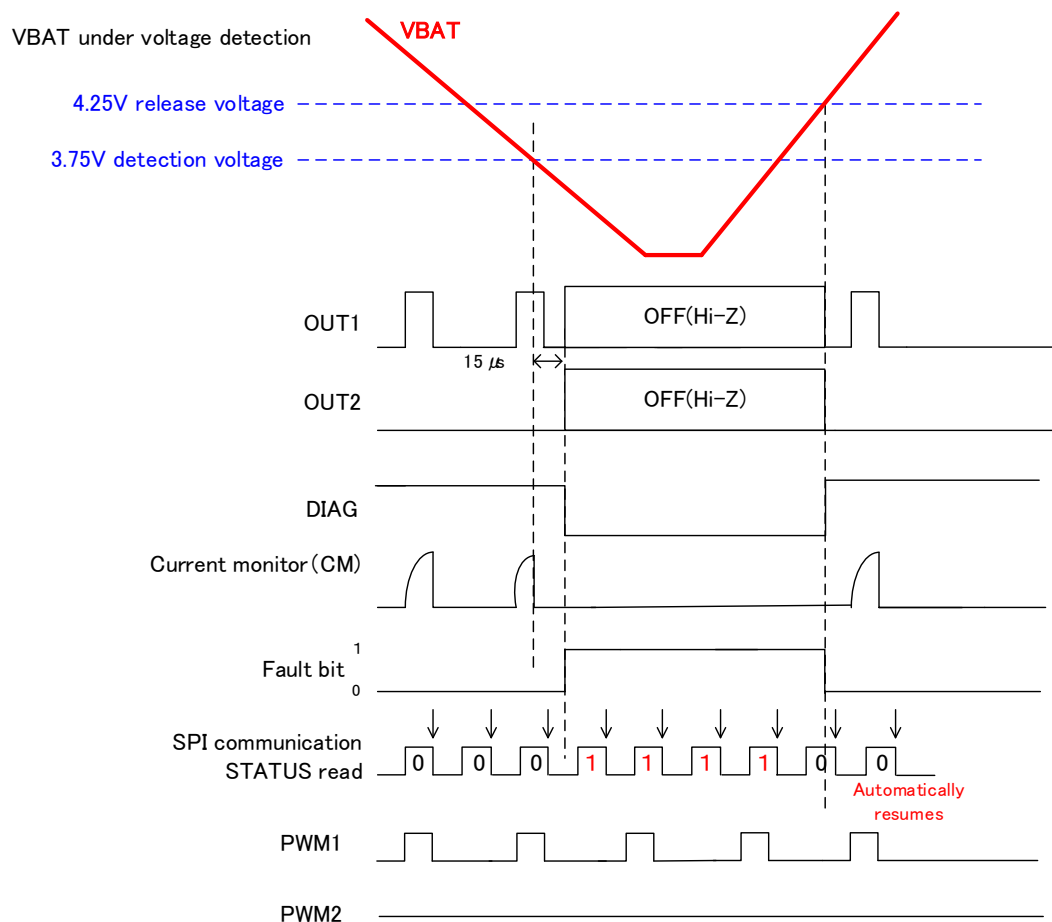 VBAT
VBAT under voltage detection
4.25V release voltage
3.75V detection voltage
OUT1
OFF(Hi-Z)
15 μs
OUT2
OFF(Hi-Z)
DIAG
Current monitor(CM)
1
Fault bit
0
SPI communication
STATUS read
0 0 0 1 1 1 1 0 0
Automatically
resumes
PWM1
PWM2